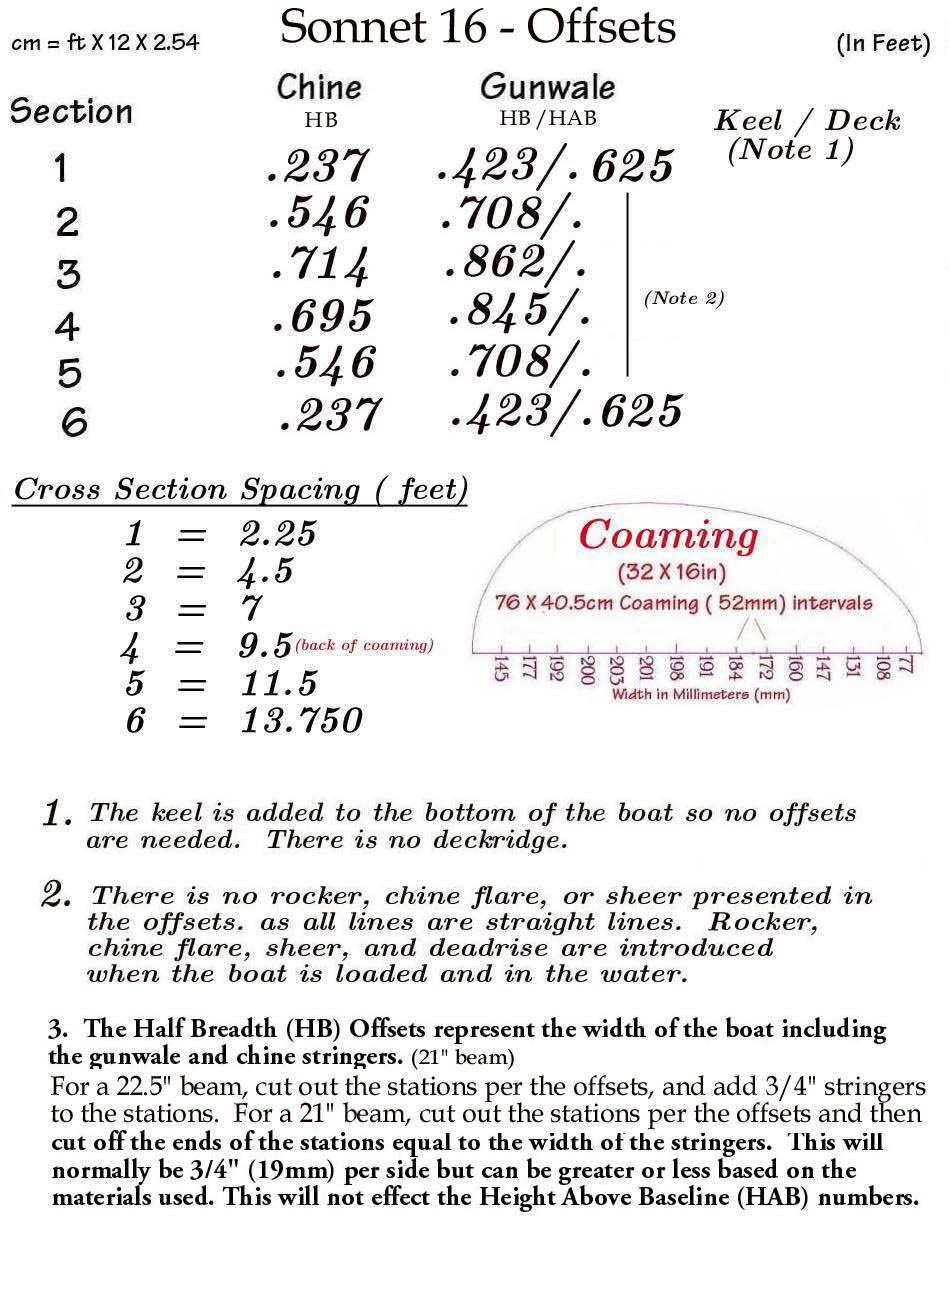 Sonnet 16 - Offsets
cm = ft X 12 X 2.54
(In Feet)
Section
Chine
HB
Gunwale
HB / HAB
Keel / Deck
(Note 1)
1 .237 .423/.625
2 .546 .708/.
3 .714 .862/.
(Note 2)
4 .695 .845/.
5 .546 .708/.
6 .237 .423/.625
Cross Section Spacing ( feet)
1 = 2.25
2 = 4.5
3 = 7
4 = 9.5 (back of coaming)
5 = 11.5
6 = 13.750
Coaming
(32 X 16in)
76 X 40.5cm Coaming ( 52mm) intervals
145 177 192 200 203 201 198 191 184 172 160 147 131 108 77
Width in Millimeters (mm)
1. The keel is added to the bottom of the boat so no offsets
are needed. There is no deckridge.
2. There is no rocker, chine flare, or sheer presented in
the offsets. as all lines are straight lines. Rocker,
chine flare, sheer, and deadrise are introduced
when the boat is loaded and in the water.
3. The Half Breadth (HB) Offsets represent the width of the boat including
the gunwale and chine stringers. (21" beam)
For a 22.5" beam, cut out the stations per the offsets, and add 3/4" stringers
to the stations. For a 21" beam, cut out the stations per the offsets and then
cut off the ends of the stations equal to the width of the stringers. This will
normally be 3/4" (19mm) per side but can be greater or less based on the
materials used. This will not effect the Height Above Baseline (HAB) numbers.